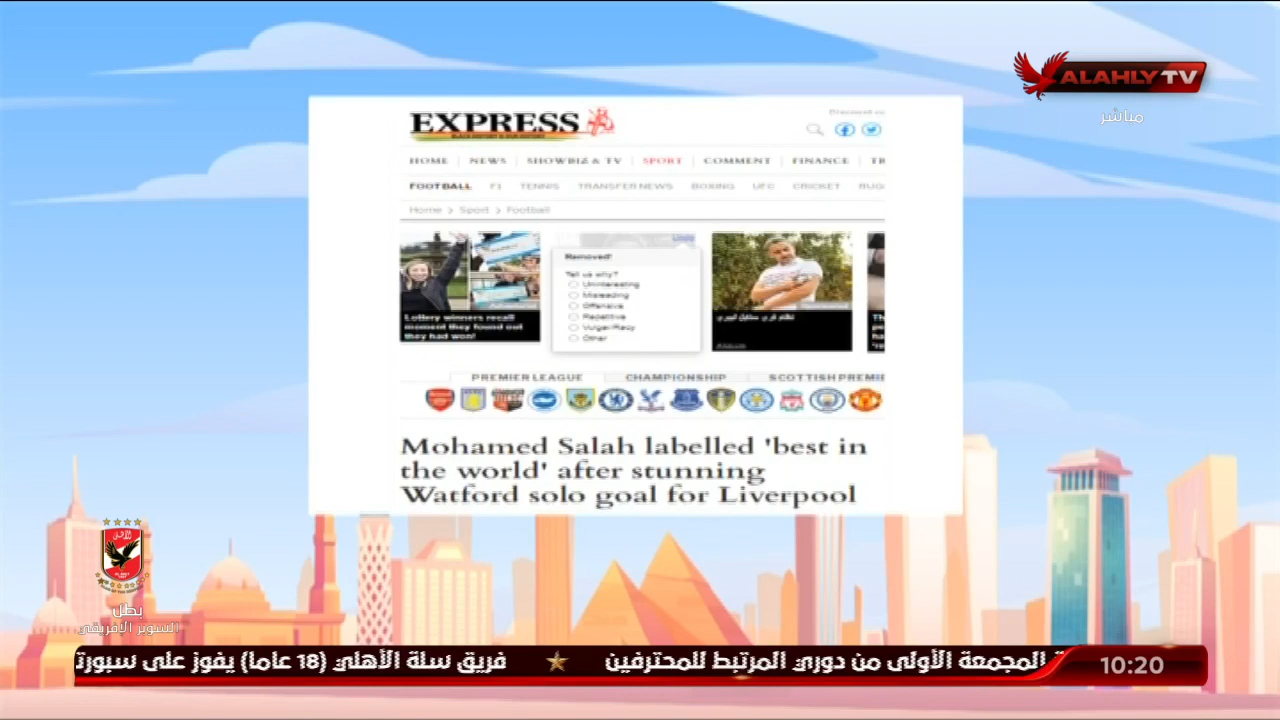 ALAHLY TV
مباشر
EXPRESS
HOME NEWS SHOWBIZ & TV SPORT COMMENT FINANCE
FOOTBALL F1 TENNIS TRANSFER NEWS BOXING UFC CRICKET RUG
Home > Sport > Football
Lottery winners recall
moment they found out
they had won!
Removed!
Tell us why?
Uninteresting
Misleading
Offensive
Repetitive
Vulgar/Racy
Other
PREMIER LEAGUE CHAMPIONSHIP SCOTTISH PREMIE
Mohamed Salah labelled 'best in
the world' after stunning
Watford solo goal for Liverpool
بطل
السوبر الإفريقي
المجمعة الأولى من دوري المرتبط للمحترفين ★ فريق سلة الأهلي (18 عاما) يفوز على سبورت
10:20